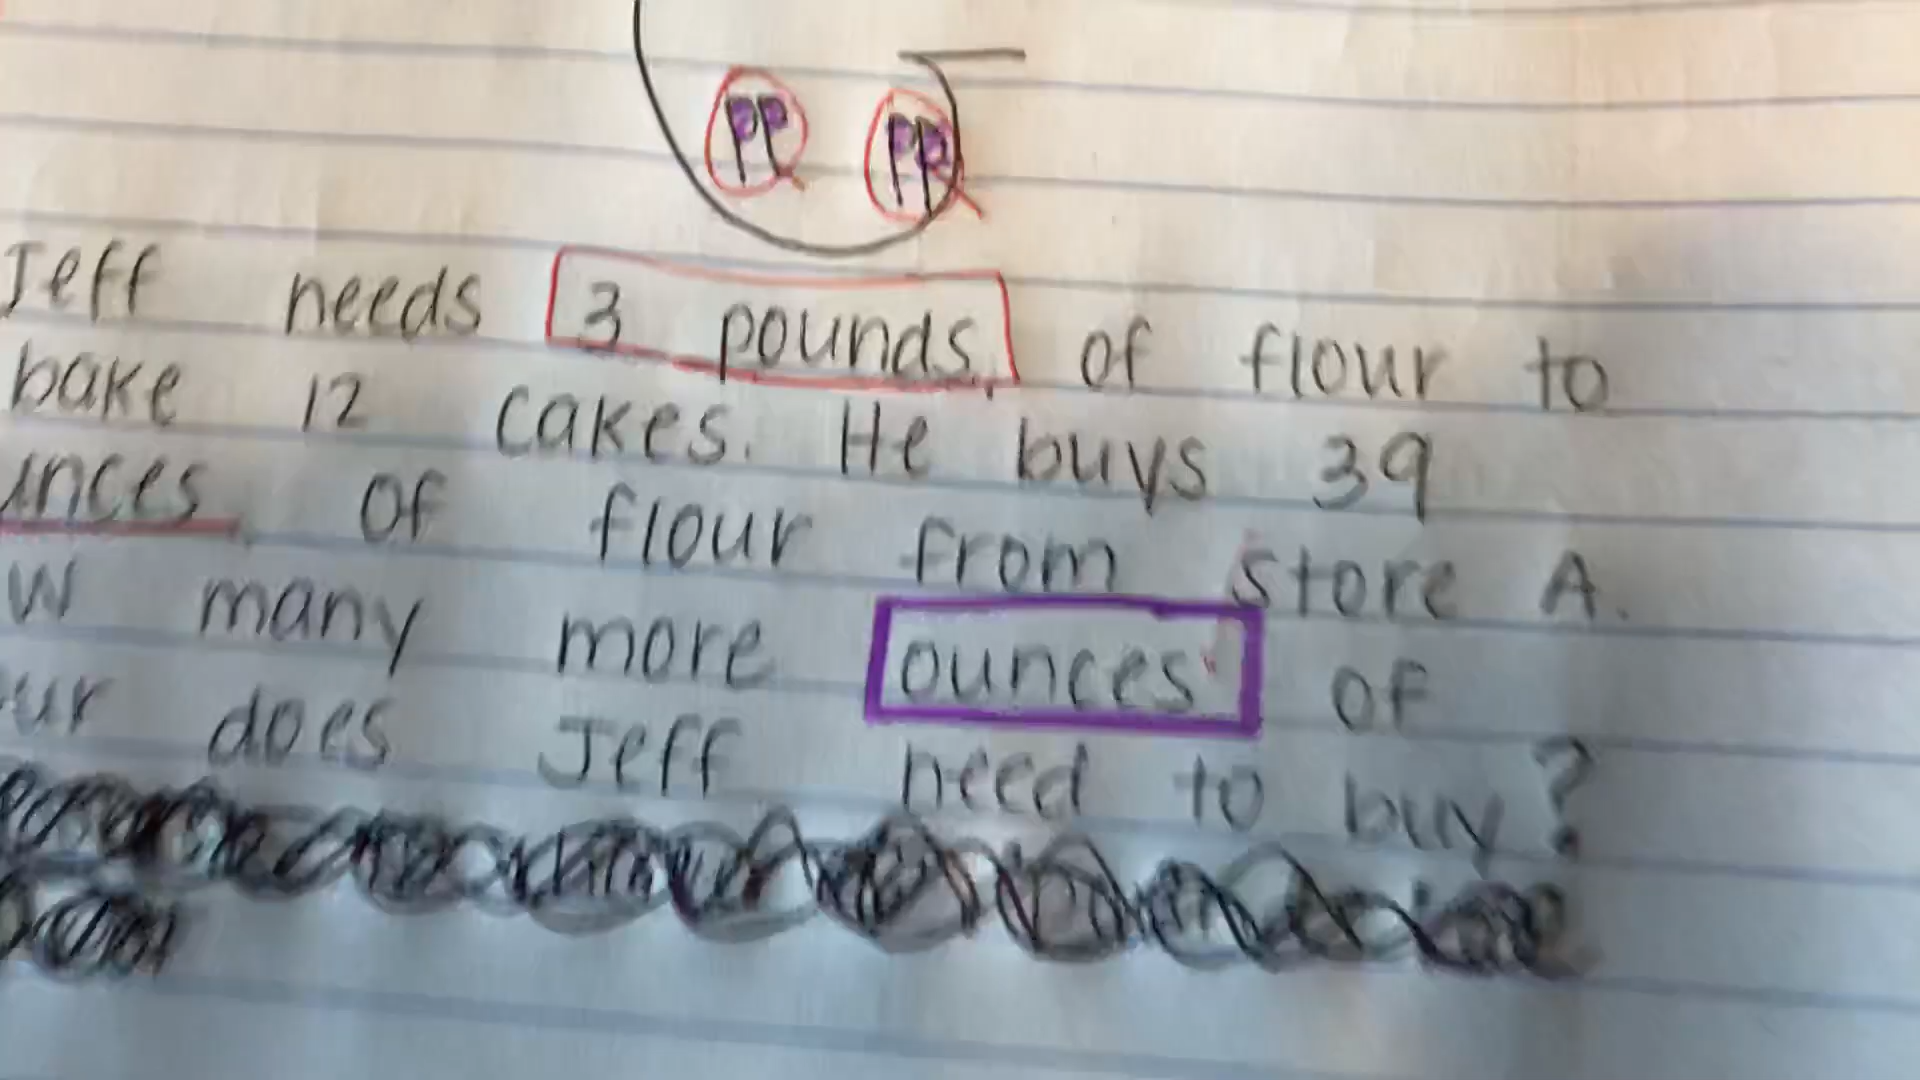 PP PP
Jeff needs 3 pounds of flour to
bake 12 cakes. He buys 39
unces of flour from store A.
w many more ounces of
ur does Jeff need to buy?